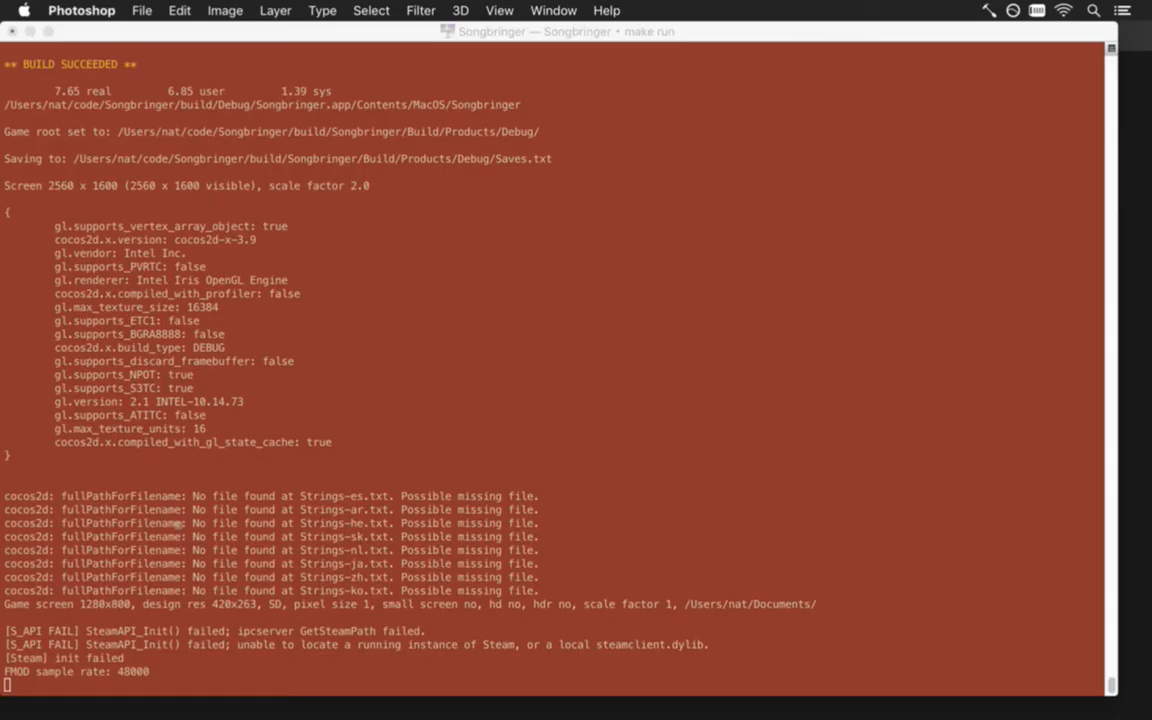 Photoshop File Edit Image Layer Type Select Filter 3D View Window Help
Songbringer — Songbringer • make run
** BUILD SUCCEEDED **
7.65 real 6.85 user 1.39 sys
/Users/nat/code/Songbringer/build/Debug/Songbringer.app/Contents/MacOS/Songbringer
Game root set to: /Users/nat/code/Songbringer/build/Songbringer/Build/Products/Debug/
Saving to: /Users/nat/code/Songbringer/build/Songbringer/Build/Products/Debug/Saves.txt
Screen 2560 x 1600 (2560 x 1600 visible), scale factor 2.0
{
gl.supports_vertex_array_object: true
cocos2d.x.version: cocos2d-x-3.9
gl.vendor: Intel Inc.
gl.supports_PVRTC: false
gl.renderer: Intel Iris OpenGL Engine
cocos2d.x.compiled_with_profiler: false
gl.max_texture_size: 16384
gl.supports_ETC1: false
gl.supports_BGRA8888: false
cocos2d.x.build_type: DEBUG
gl.supports_discard_framebuffer: false
gl.supports_NPOT: true
gl.supports_S3TC: true
gl.version: 2.1 INTEL-10.14.73
gl.supports_ATITC: false
gl.max_texture_units: 16
cocos2d.x.compiled_with_gl_state_cache: true
}
cocos2d: fullPathForFilename: No file found at Strings-es.txt. Possible missing file.
cocos2d: fullPathForFilename: No file found at Strings-ar.txt. Possible missing file.
cocos2d: fullPathForFilename: No file found at Strings-he.txt. Possible missing file.
cocos2d: fullPathForFilename: No file found at Strings-sk.txt. Possible missing file.
cocos2d: fullPathForFilename: No file found at Strings-nl.txt. Possible missing file.
cocos2d: fullPathForFilename: No file found at Strings-ja.txt. Possible missing file.
cocos2d: fullPathForFilename: No file found at Strings-zh.txt. Possible missing file.
cocos2d: fullPathForFilename: No file found at Strings-ko.txt. Possible missing file.
Game screen 1280x800, design res 420x263, SD, pixel size 1, small screen no, hd no, hdr no, scale factor 1, /Users/nat/Documents/
[S_API FAIL] SteamAPI_Init() failed; ipcserver GetSteamPath failed.
[S_API FAIL] SteamAPI_Init() failed; unable to locate a running instance of Steam, or a local steamclient.dylib.
[Steam] init failed
FMOD sample rate: 48000